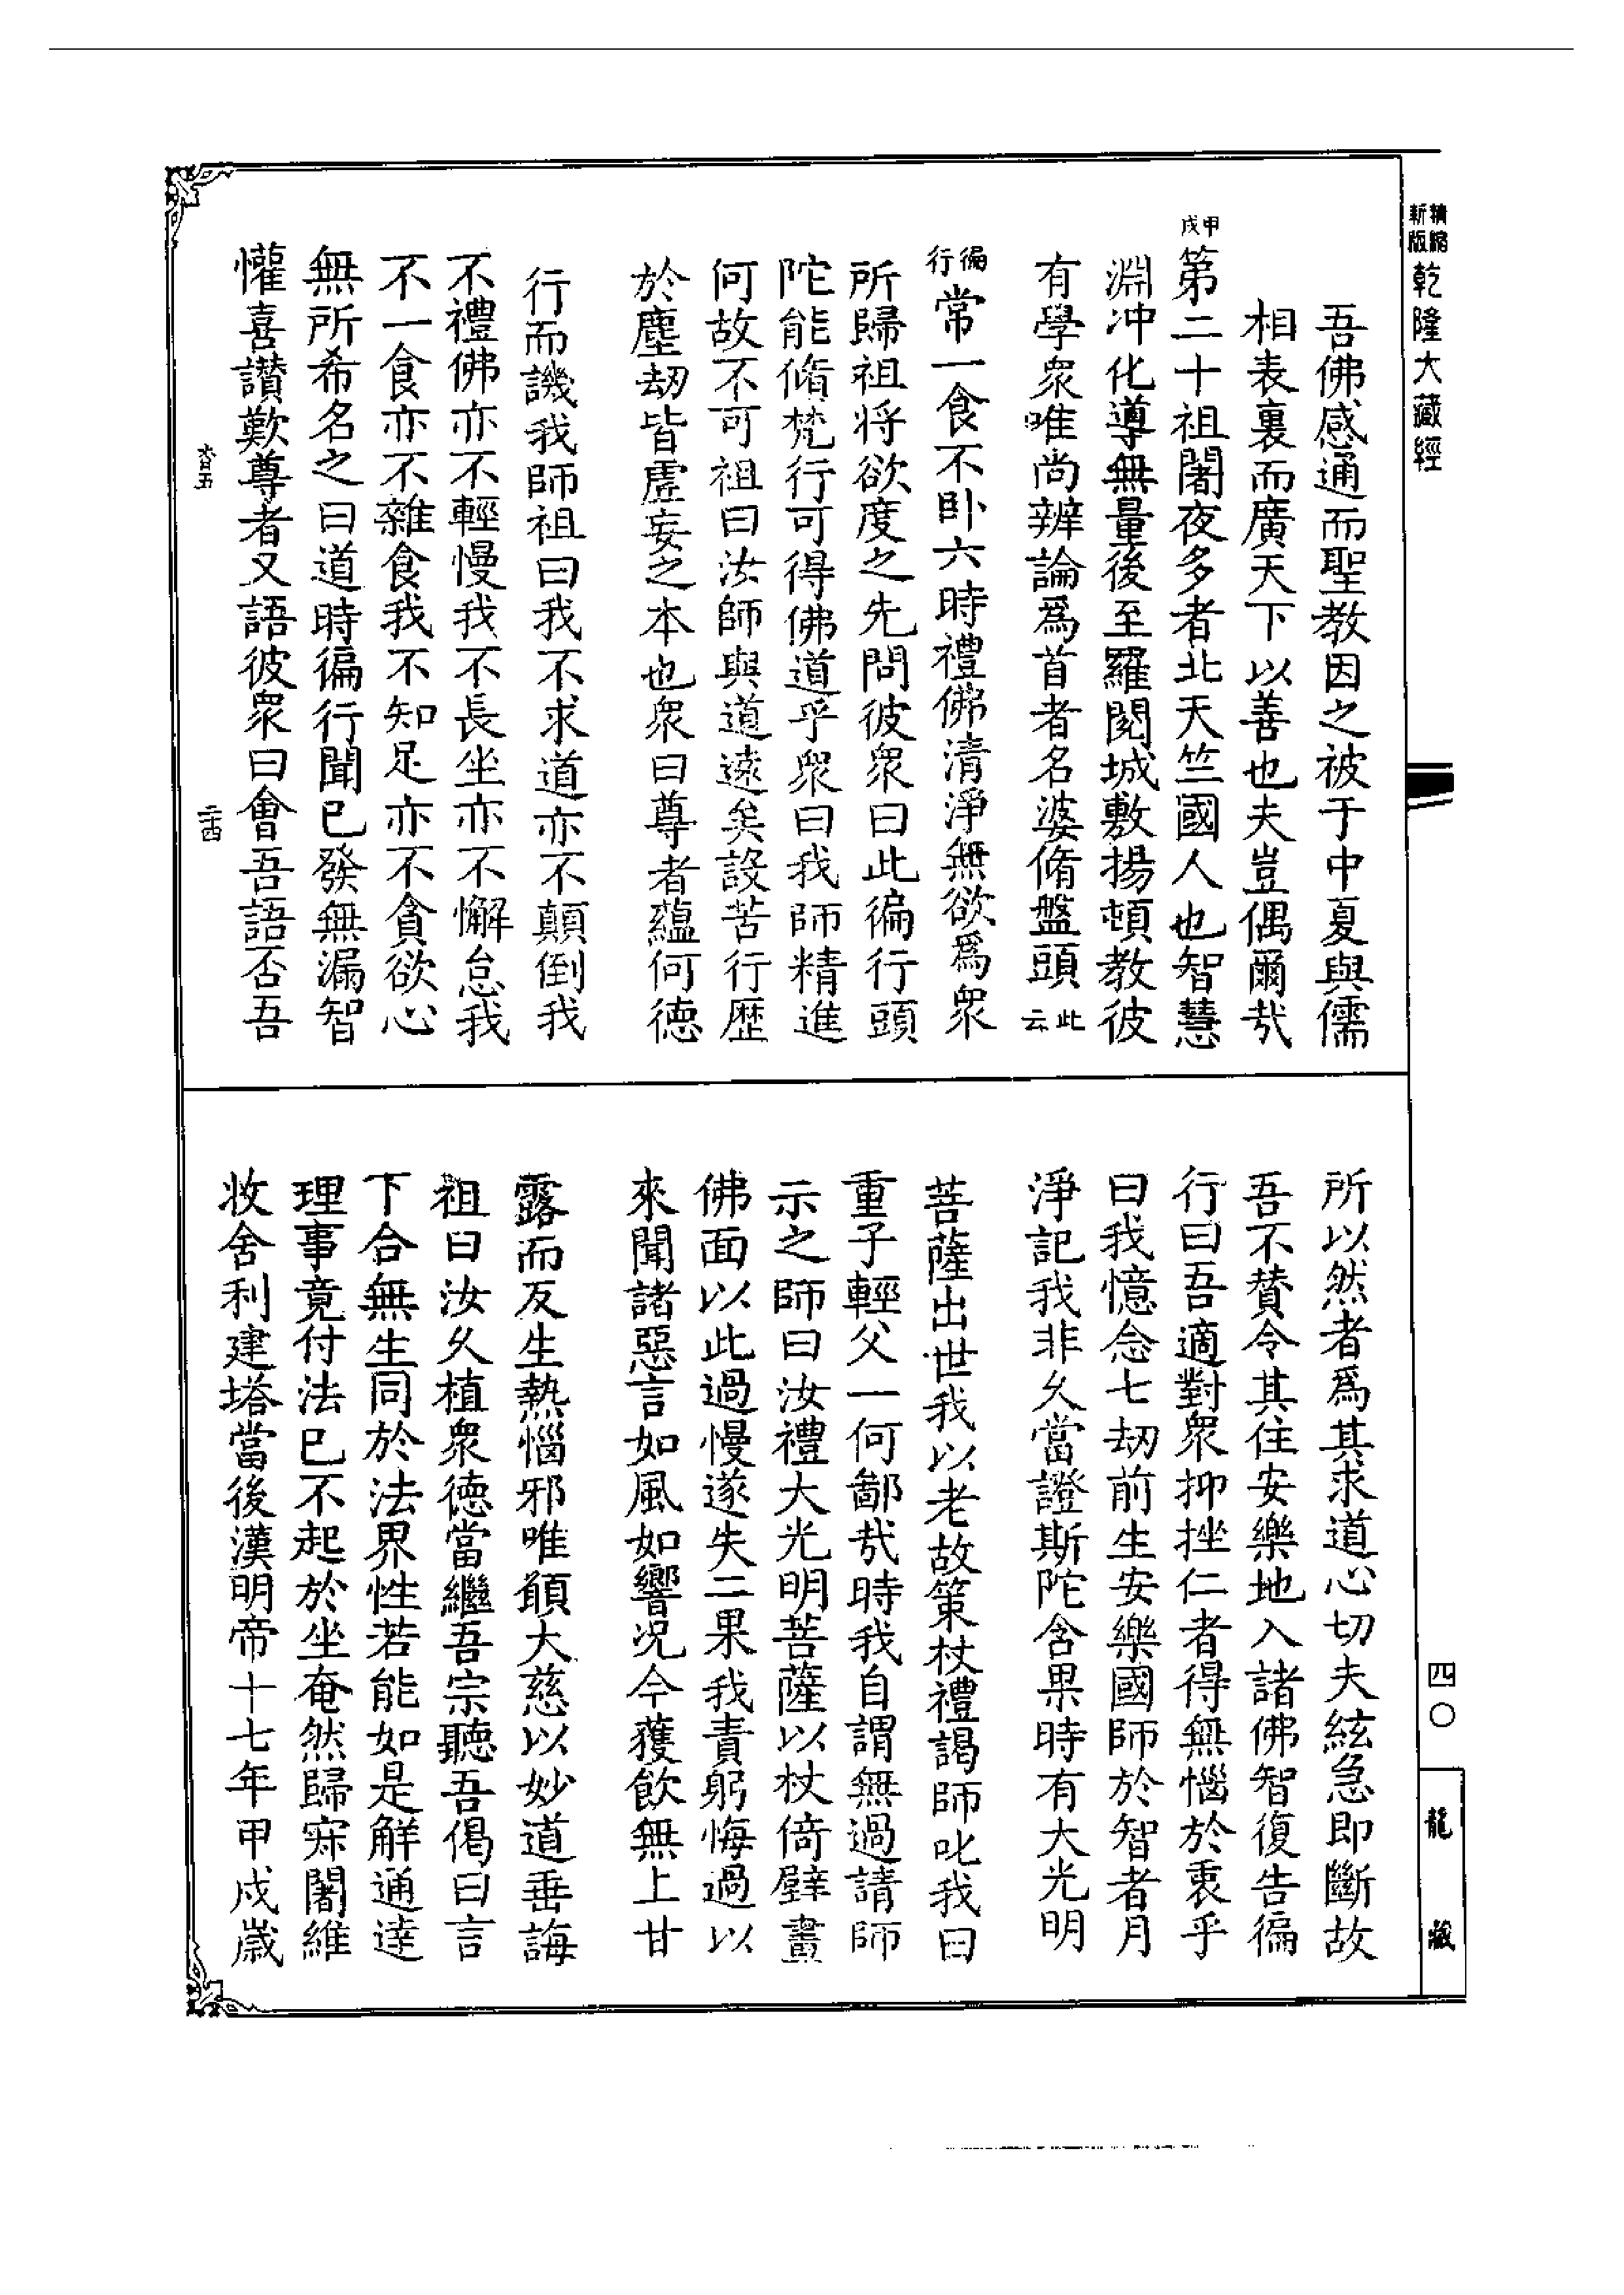 精縮新版乾隆大藏經
吾佛感通而聖教因之被于中夏與儒
相表裏而廣天下以善也夫豈偶爾哉
甲戌
第二十祖闍夜多者北天竺國人也智慧
淵冲化導無量後至羅閱城敷揚頓教彼
有學衆唯尚辨論爲首者名婆脩盤頭此云
徧行常一食不卧六時禮佛清淨無欲爲衆
所歸祖將欲度之先問彼衆曰此徧行頭
陀能脩梵行可得佛道乎衆曰我師精進
何故不可祖曰汝師與道遠矣設苦行歷
於塵劫皆虛妄之本也衆曰尊者蘊何德
行而譏我師祖曰我不求道亦不顛倒我
不禮佛亦不輕慢我不長坐亦不懈怠我
不一食亦不雜食我不知足亦不貪欲心
無所希名之曰道時徧行聞已發無漏智
懽喜讚歎尊者又語彼衆曰會吾語否吾
所以然者爲其求道心切夫絃急即斷故
吾不賛令其住安樂地入諸佛智復告徧
行曰吾適對衆抑挫仁者得無惱於衷乎
曰我憶念七劫前生安樂國師於智者月
淨記我非久當證斯陀含果時有大光明
菩薩出世我以老故策杖禮謁師叱我曰
重子輕父一何鄙哉時我自謂無過請師
示之師曰汝禮大光明菩薩以杖倚壁畫
佛面以此過慢遂失二果我責躬悔過以
來聞諸惡言如風如響况今獲飲無上甘
露而反生熱惱邪唯願大慈以妙道垂誨
祖曰汝久植衆德當繼吾宗聽吾偈曰言
下合無生同於法界性若能如是解通達
理事竟付法已不起於坐奄然歸寂闍維
收舍利建塔當後漢明帝十七年甲戌歲
四〇
龍藏